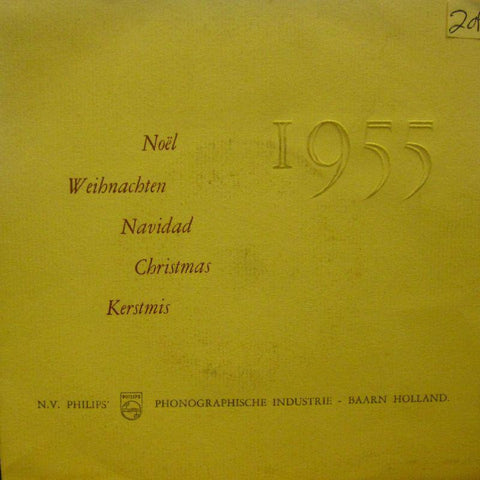 1955
Noël
Weihnachten
Navidad
Christmas
Kerstmis
N.V. PHILIPS' PHILIPS PHONOGRAPHISCHE INDUSTRIE - BAARN HOLLAND.